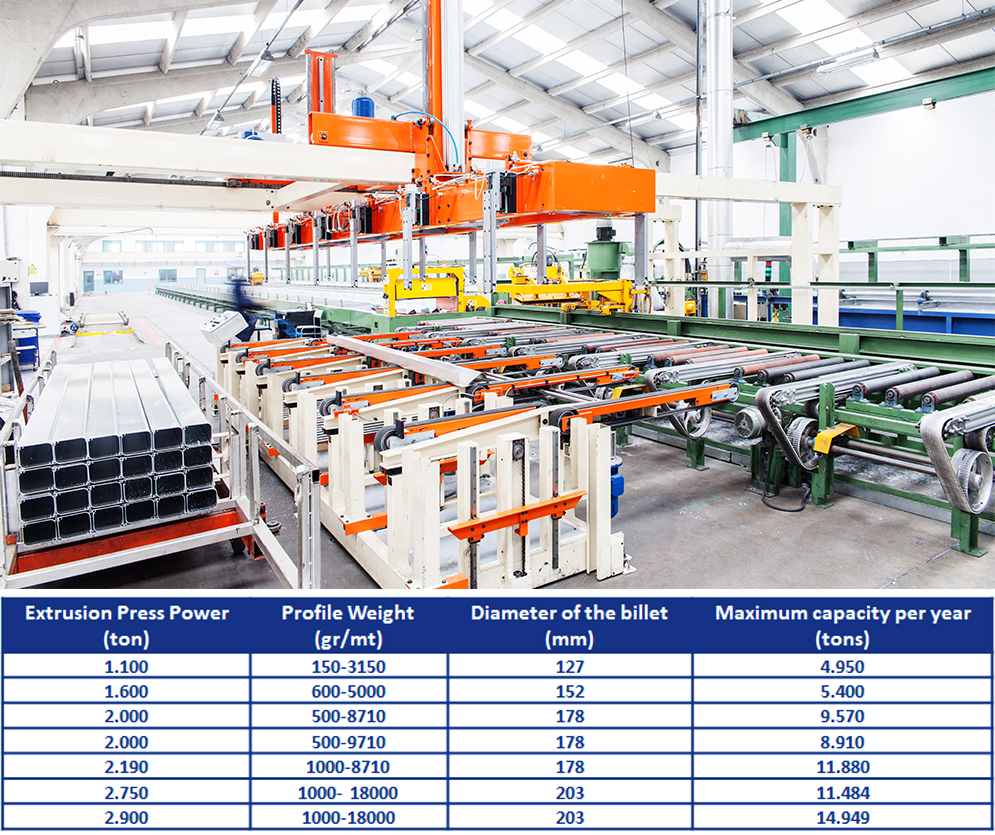 Extrusion Press Power (ton) Profile Weight (gr/mt) Diameter of the billet (mm) Maximum capacity per year (tons)
1.100 150-3150 127 4.950
1.600 600-5000 152 5.400
2.000 500-8710 178 9.570
2.000 500-9710 178 8.910
2.190 1000-8710 178 11.880
2.750 1000- 18000 203 11.484
2.900 1000-18000 203 14.949